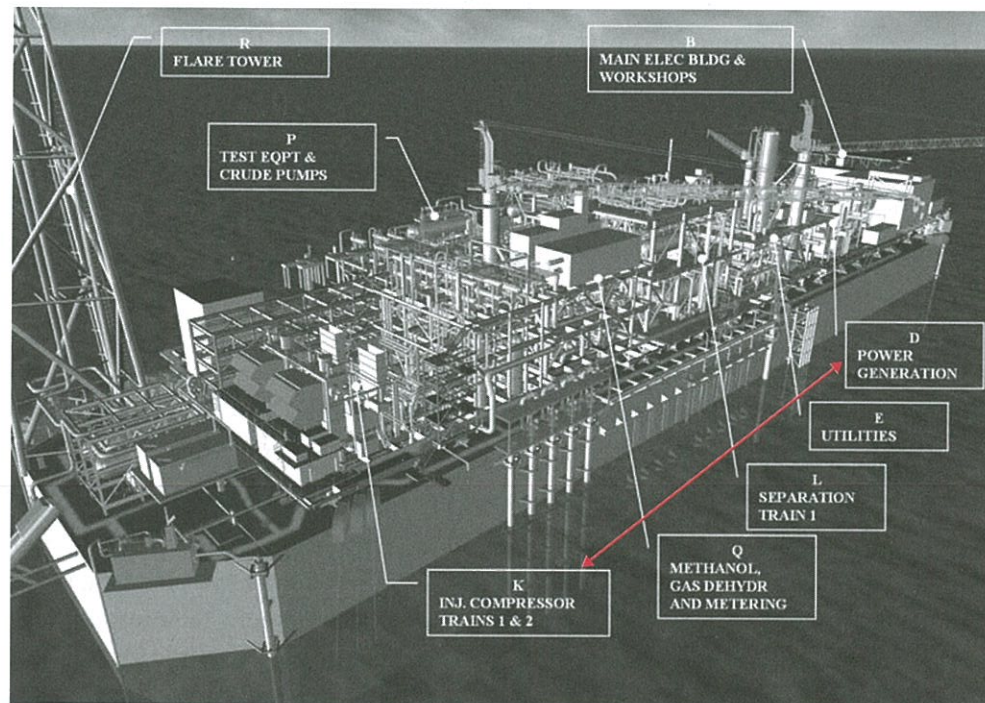 R
FLARE TOWER
B
MAIN ELEC BLDG &
WORKSHOPS
P
TEST EQPT &
CRUDE PUMPS
D
POWER
GENERATION
E
UTILITIES
L
SEPARATION
TRAIN 1
Q
METHANOL,
GAS DEHYDR
AND METERING
K
INJ. COMPRESSOR
TRAINS 1 & 2